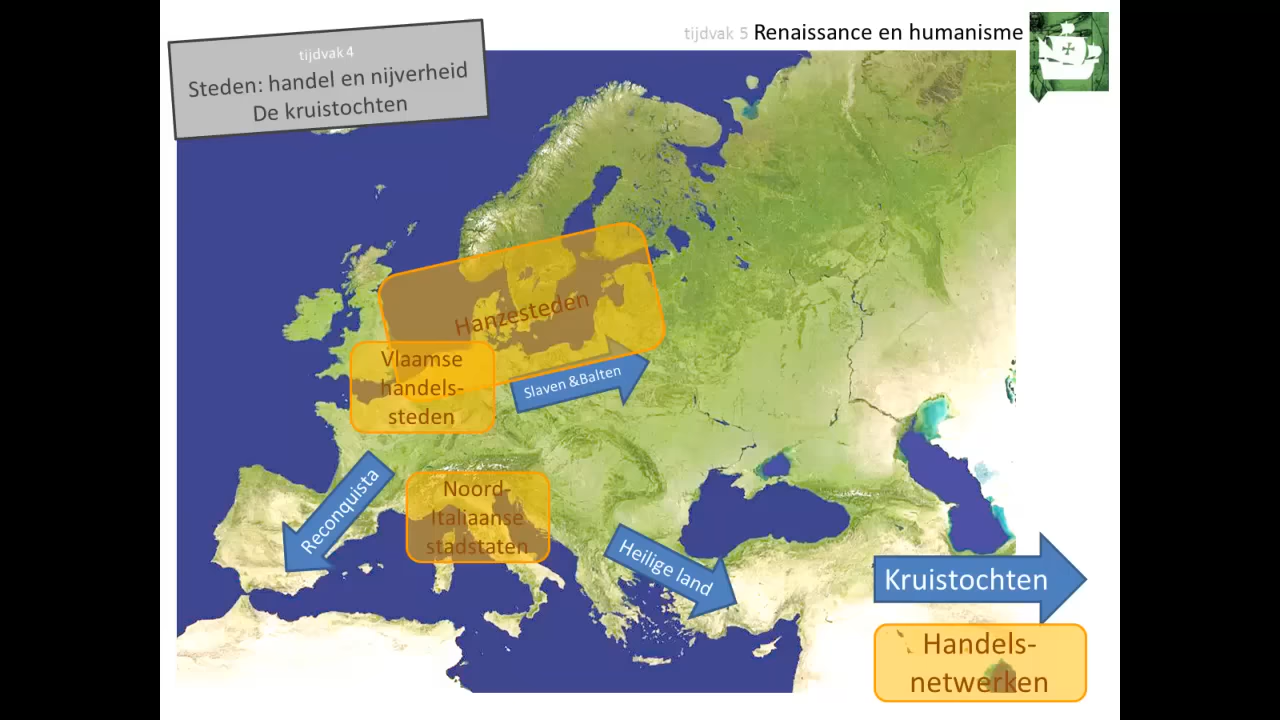 tijdvak 5 Renaissance en humanisme
tijdvak 4
Steden: handel en nijverheid
De kruistochten
Hanzesteden
Vlaamse
handels-
steden
Slaven &Balten
Reconquista
Noord-
Italiaanse
stadstaten
Heilige land
Kruistochten
Handels-
netwerken